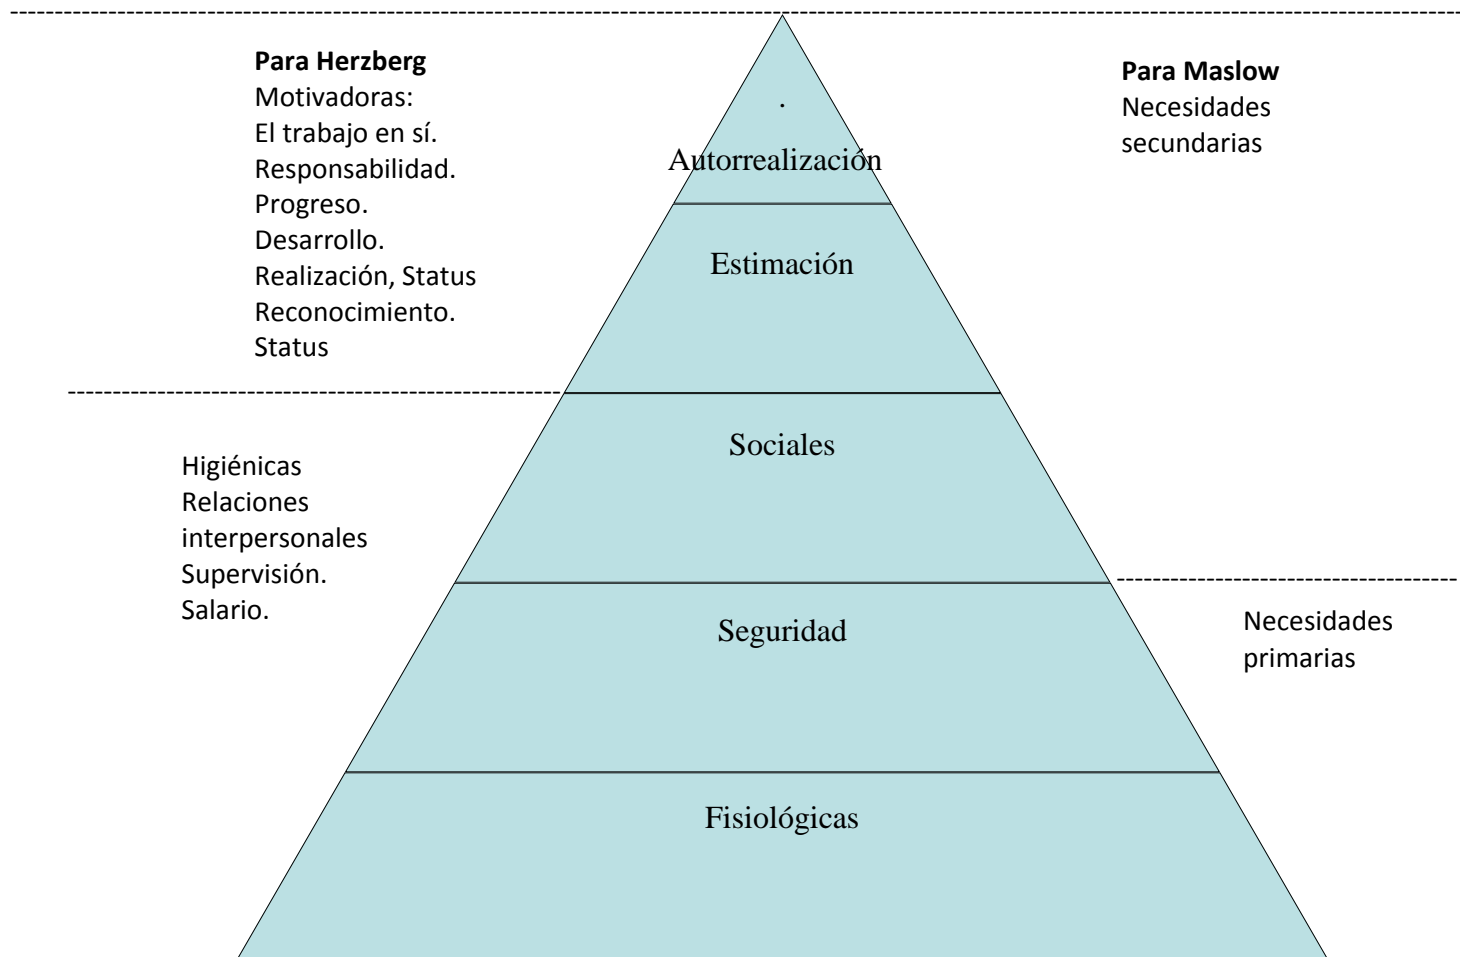 Para Herzberg
Motivadoras:
El trabajo en sí.
Responsabilidad.
Progreso.
Desarrollo.
Realización, Status
Reconocimiento.
Status
Higiénicas
Relaciones
interpersonales
Supervisión.
Salario.
.
Autorrealización
Estimación
Sociales
Seguridad
Fisiológicas
Para Maslow
Necesidades
secundarias
Necesidades
primarias